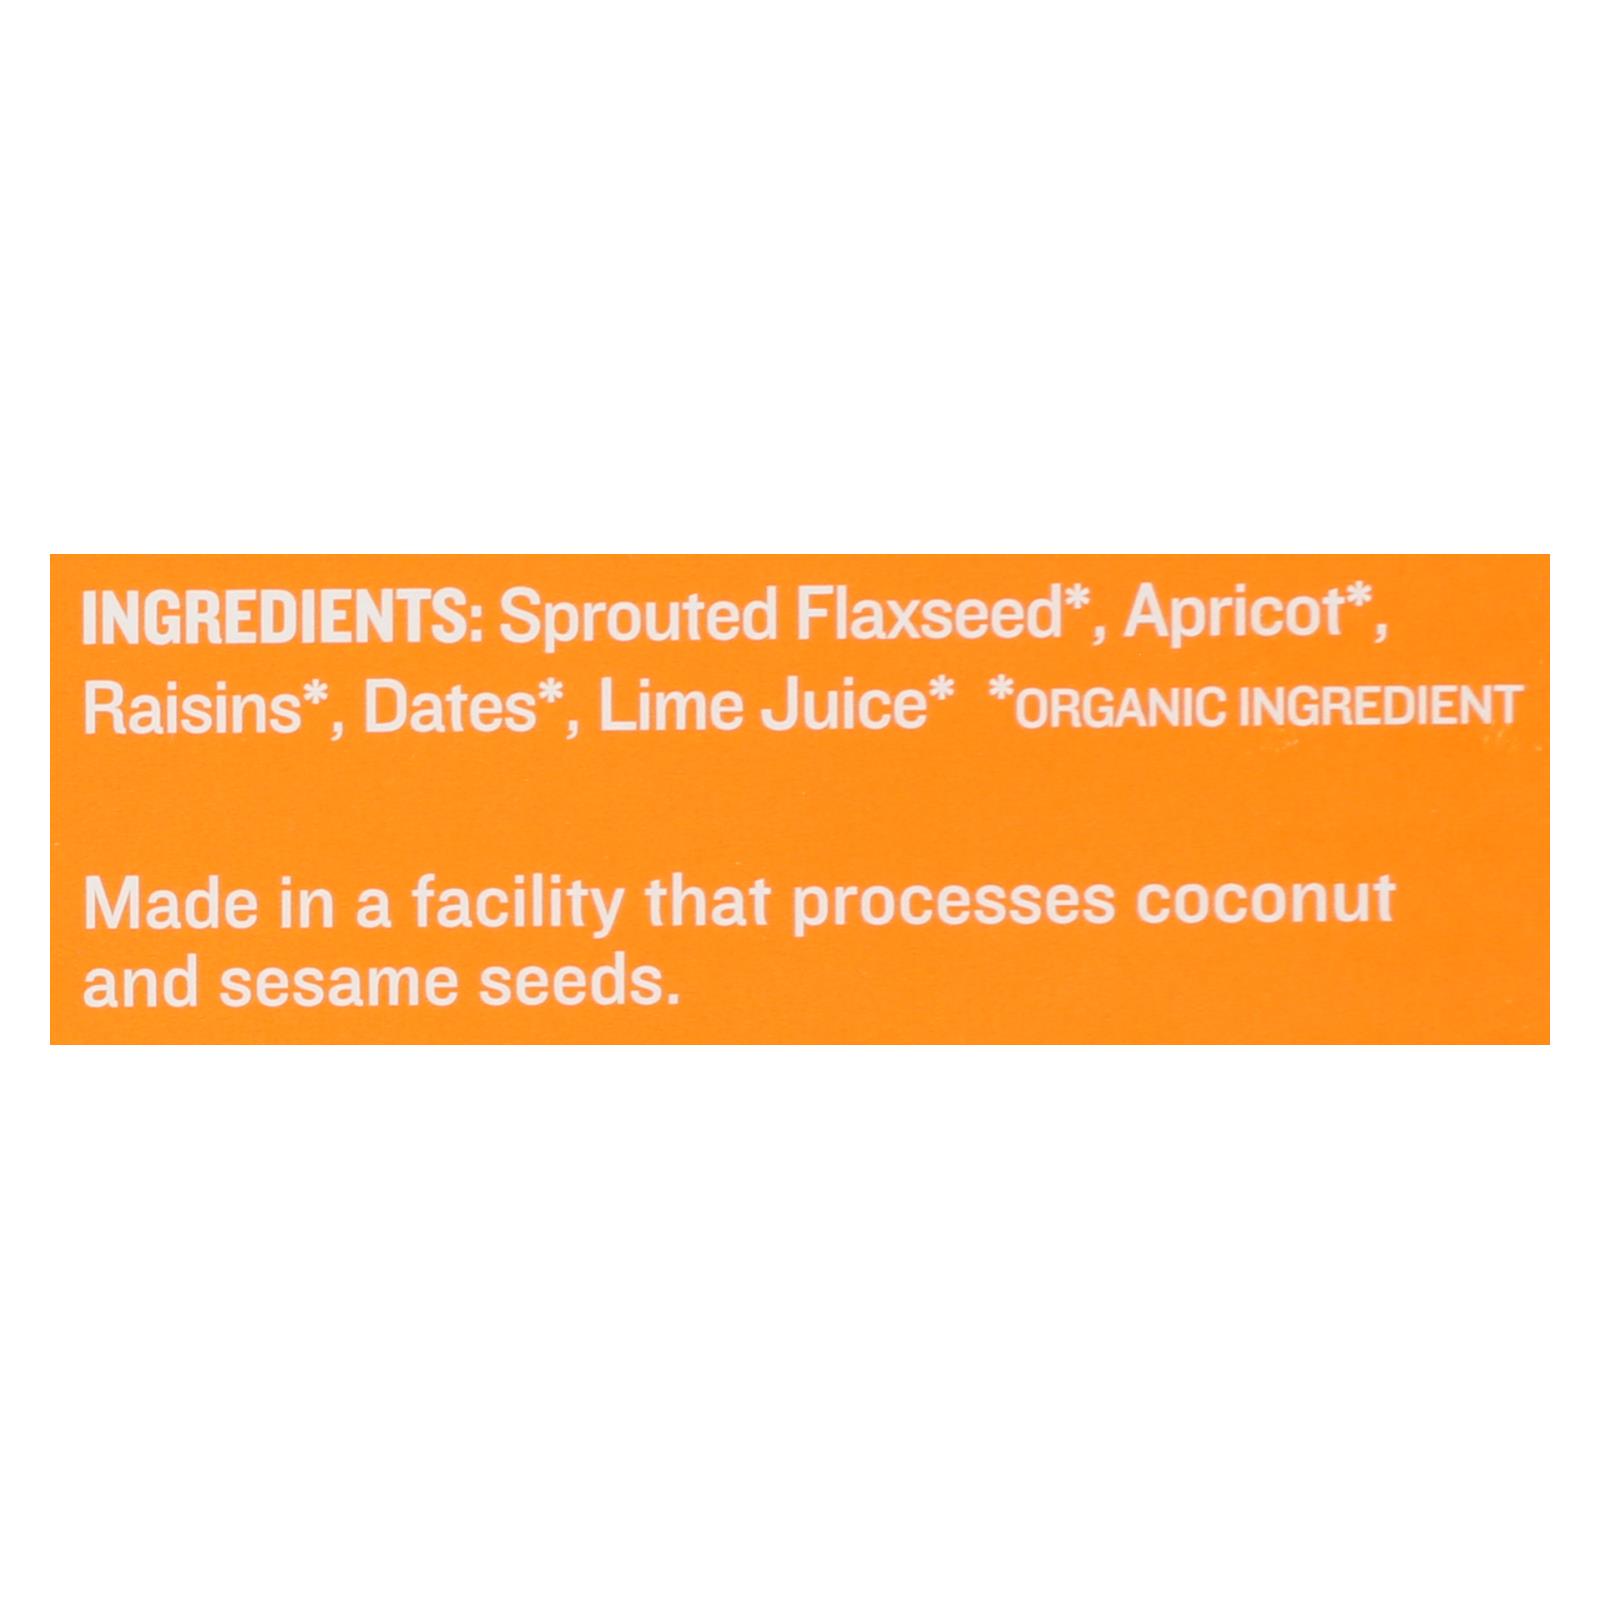 INGREDIENTS: Sprouted Flaxseed*, Apricot*,
Raisins*, Dates*, Lime Juice* *ORGANIC INGREDIENT
Made in a facility that processes coconut
and sesame seeds.